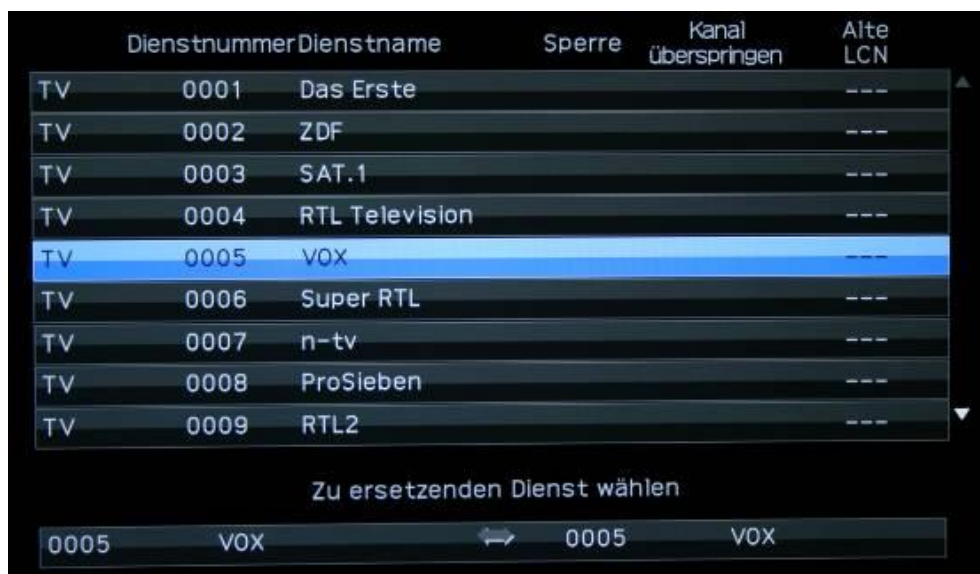 Dienstnummer Dienstname Sperre Kanal überspringen Alte LCN
TV 0001 Das Erste ---
TV 0002 ZDF ---
TV 0003 SAT.1 ---
TV 0004 RTL Television ---
TV 0005 VOX ---
TV 0006 Super RTL ---
TV 0007 n-tv ---
TV 0008 ProSieben ---
TV 0009 RTL2 ---
Zu ersetzenden Dienst wählen
0005 VOX ⇔ 0005 VOX